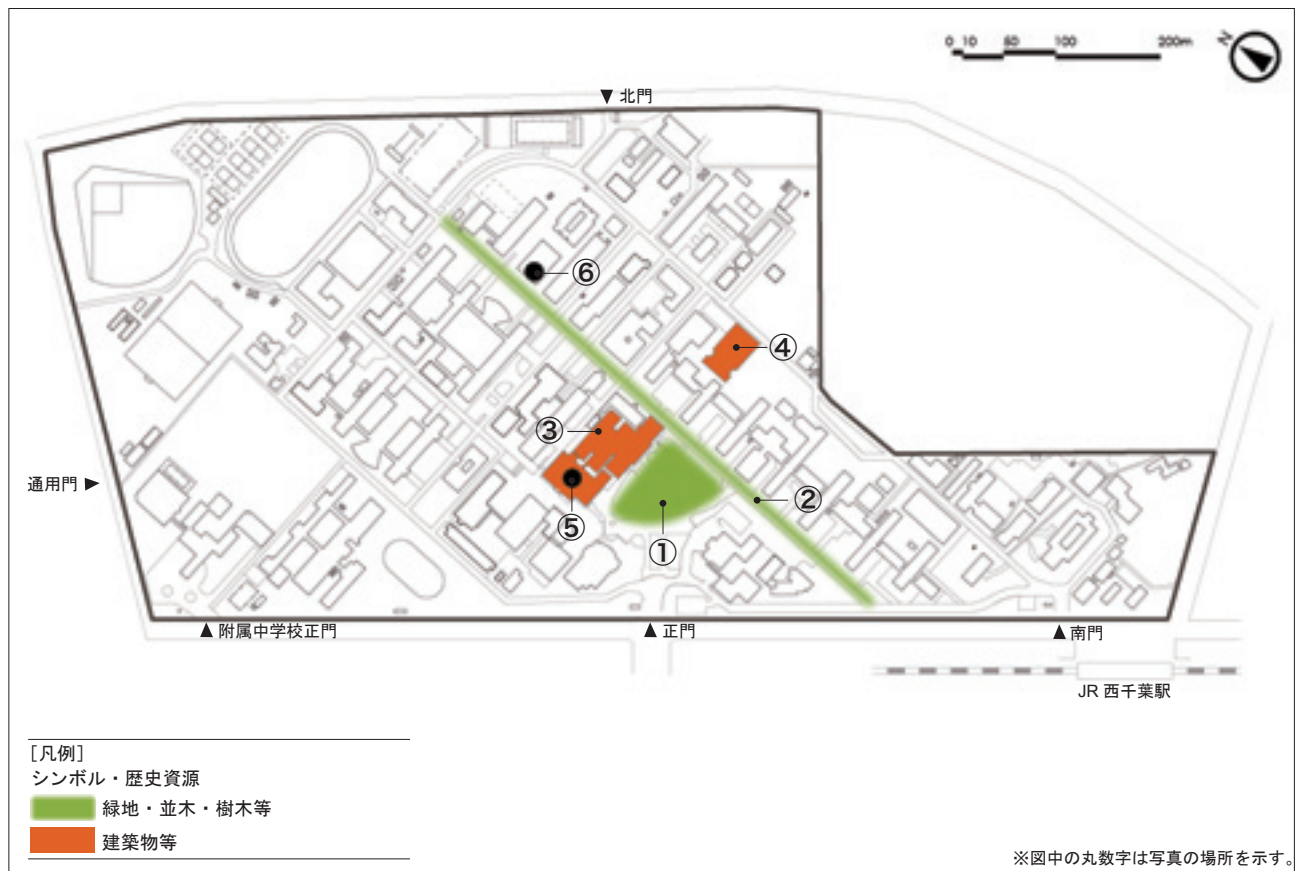 0 10 50 100 200m
N
▼北門
⑥
④
③
通用門 ▶
⑤
②
①
▲附属中学校正門
▲正門
▲南門
JR 西千葉駅
［凡例］
シンボル・歴史資源
緑地・並木・樹木等
建築物等
※図中の丸数字は写真の場所を示す。